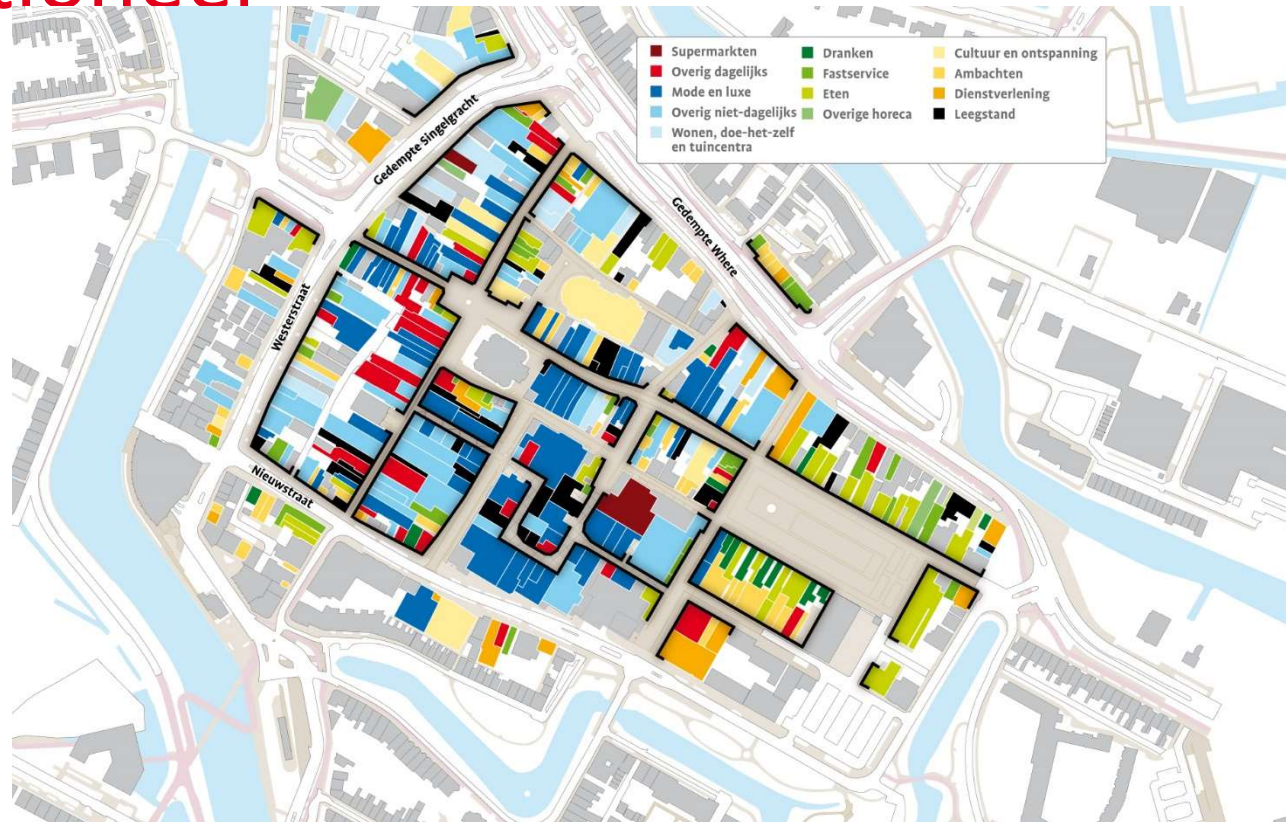 Supermarkten
Overig dagelijks
Mode en luxe
Overig niet-dagelijks
Wonen, doe-het-zelf
en tuincentra
Dranken
Fastservice
Eten
Overige horeca
Cultuur en ontspanning
Ambachten
Dienstverlening
Leegstand
Gedempte Singelgracht
Gedempte Where
Westerstraat
Nieuwstraat